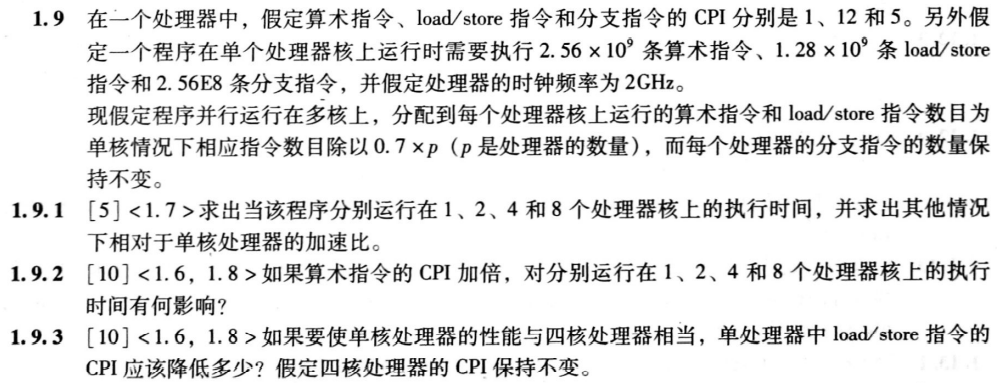 1.9 在一个处理器中，假定算术指令、load/store 指令和分支指令的 CPI 分别是 1、12 和 5。另外假
定一个程序在单个处理器核上运行时需要执行 2.56 × 10⁹ 条算术指令、1.28 × 10⁹ 条 load/store
指令和 2.56E8 条分支指令，并假定处理器的时钟频率为 2GHz。
现假定程序并行运行在多核上，分配到每个处理器核上运行的算术指令和 load/store 指令数目为
单核情况下相应指令数目除以 0.7 × p（p 是处理器的数量），而每个处理器的分支指令的数量保
持不变。
1.9.1 [5] <1.7> 求出当该程序分别运行在 1、2、4 和 8 个处理器核上的执行时间，并求出其他情况
下相对于单核处理器的加速比。
1.9.2 [10] <1.6, 1.8> 如果算术指令的 CPI 加倍，对分别运行在 1、2、4 和 8 个处理器核上的执行
时间有何影响？
1.9.3 [10] <1.6, 1.8> 如果要使单核处理器的性能与四核处理器相当，单处理器中 load/store 指令的
CPI 应该降低多少？假定四核处理器的 CPI 保持不变。